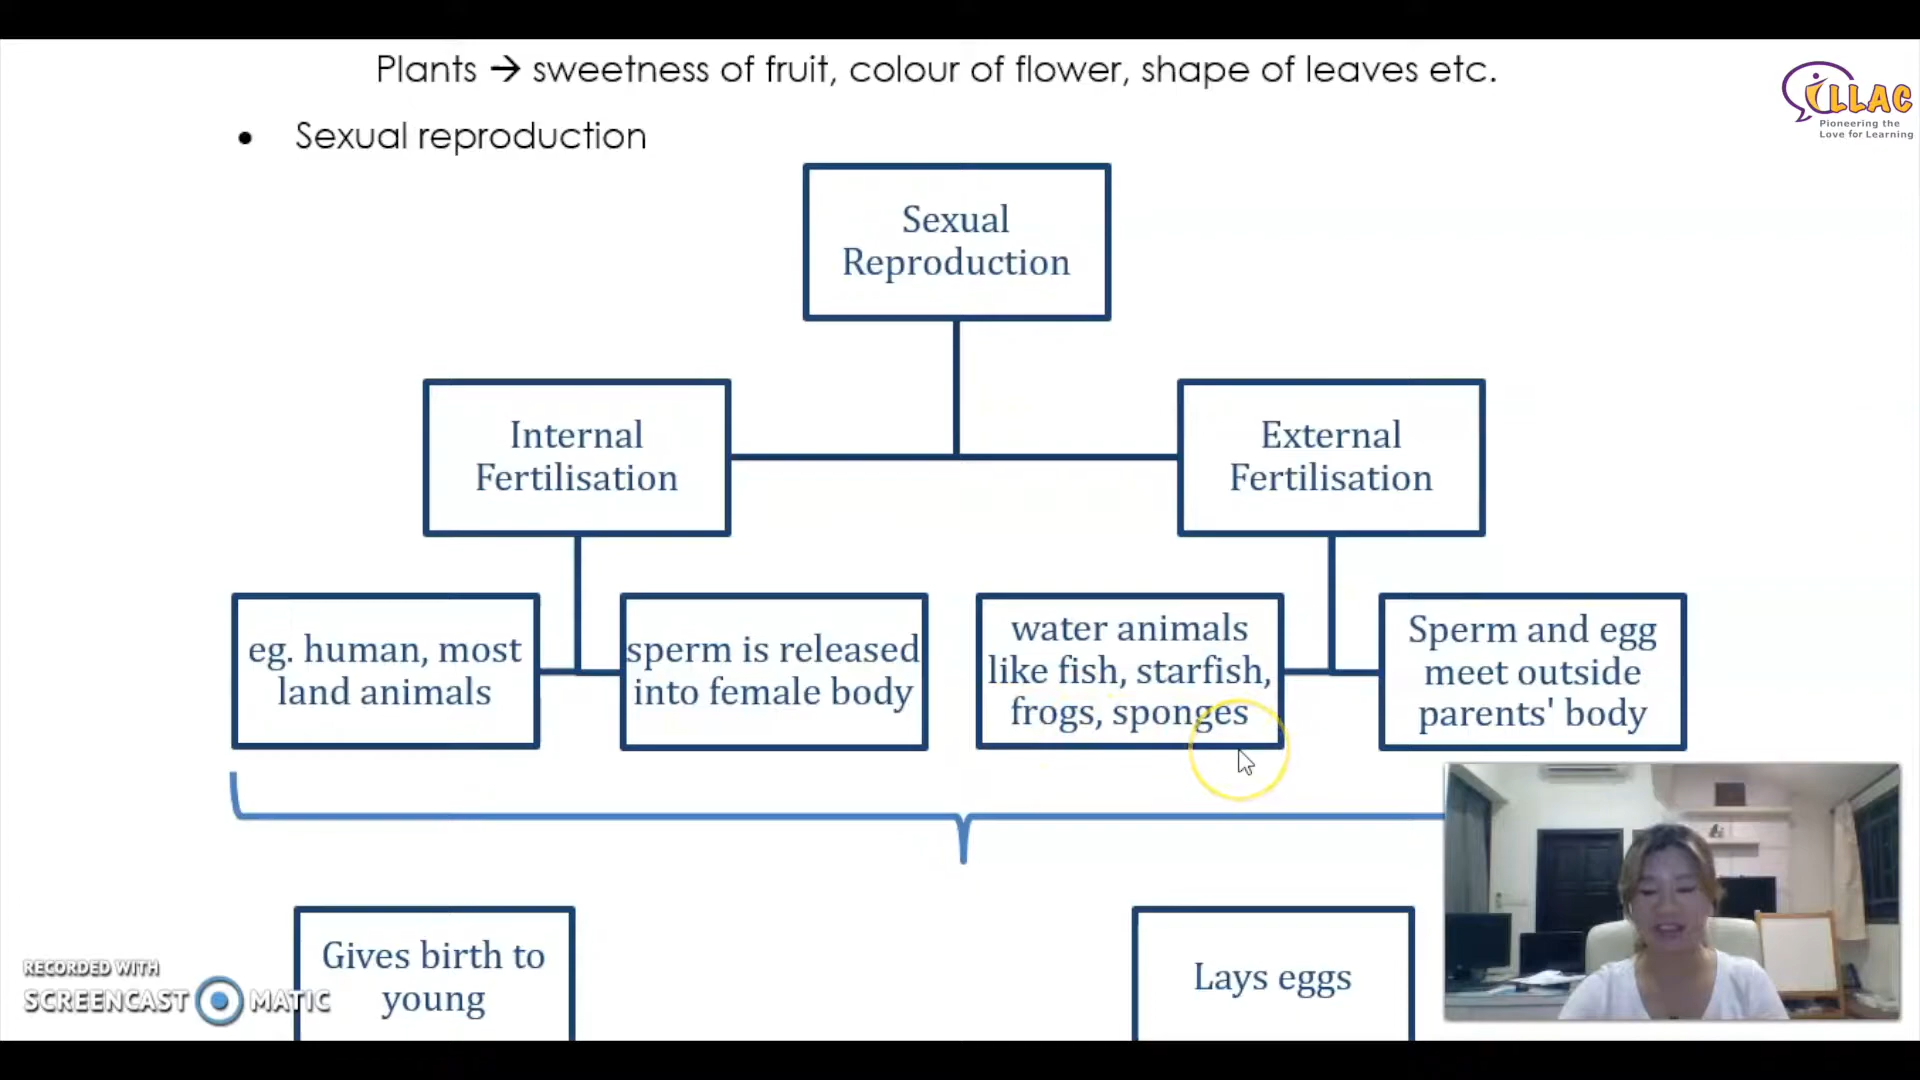 Plants → sweetness of fruit, colour of flower, shape of leaves etc.
iLLAC
Pioneering the
Love for Learning
• Sexual reproduction
Sexual
Reproduction
Internal
Fertilisation
External
Fertilisation
eg. human, most
land animals
sperm is released
into female body
water animals
like fish, starfish,
frogs, sponges
Sperm and egg
meet outside
parents' body
Gives birth to
young
Lays eggs
RECORDED WITH
SCREENCAST MATIC